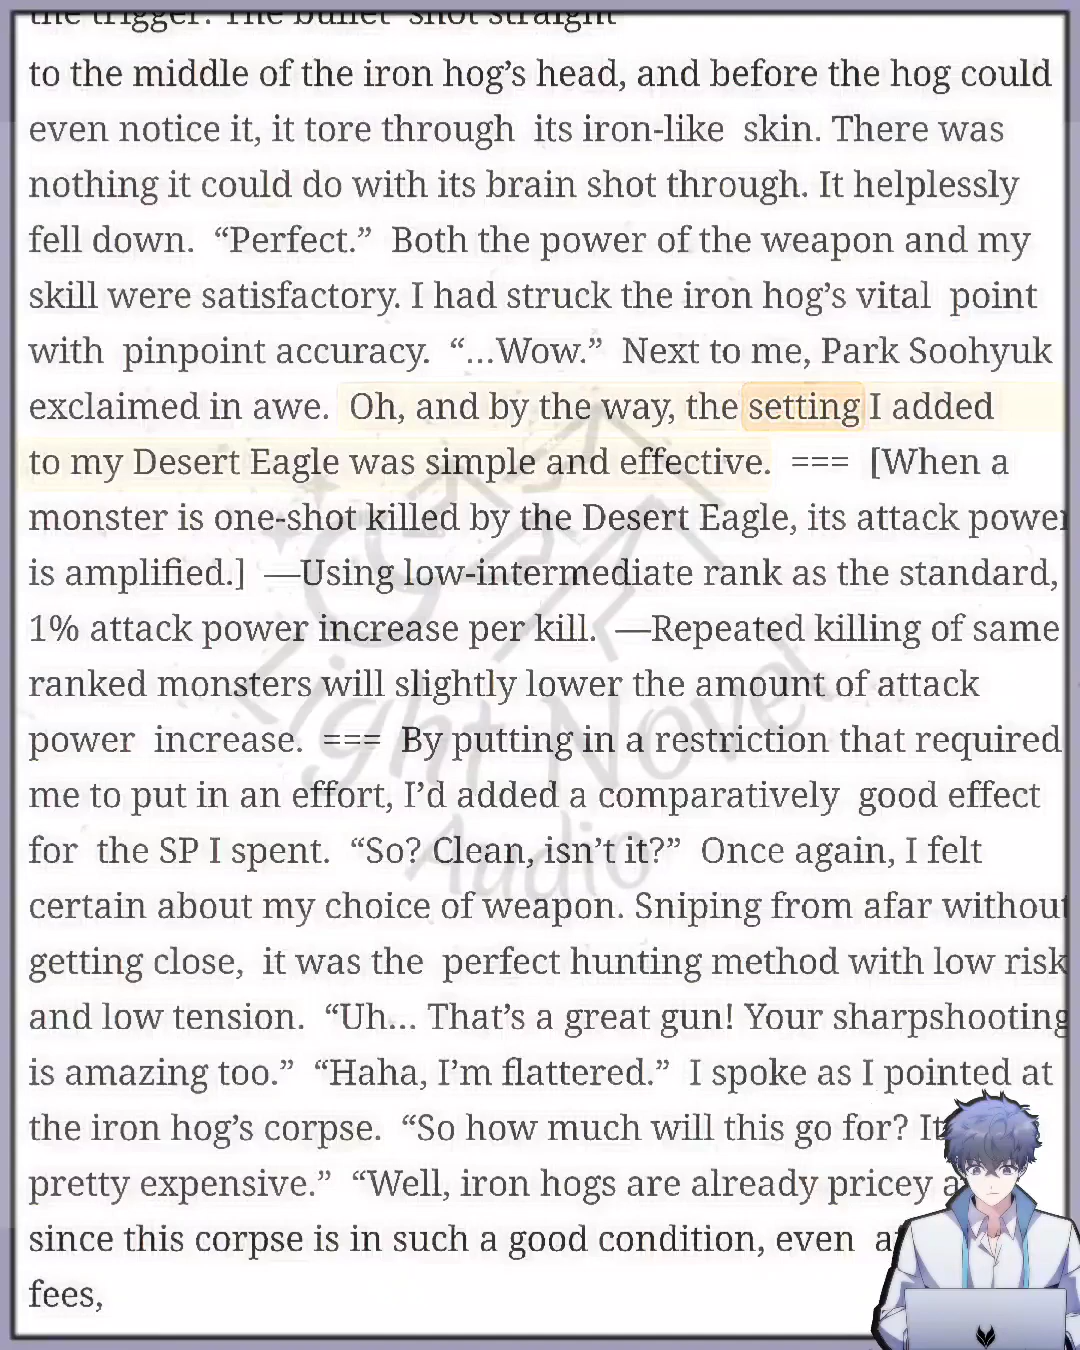 the trigger. The bullet shot straight
to the middle of the iron hog’s head, and before the hog could
even notice it, it tore through its iron-like skin. There was
nothing it could do with its brain shot through. It helplessly
fell down. “Perfect.” Both the power of the weapon and my
skill were satisfactory. I had struck the iron hog’s vital point
with pinpoint accuracy. “…Wow.” Next to me, Park Soohyuk
exclaimed in awe. Oh, and by the way, the setting I added
to my Desert Eagle was simple and effective. === [When a
monster is one-shot killed by the Desert Eagle, its attack power
is amplified.] —Using low-intermediate rank as the standard,
1% attack power increase per kill. —Repeated killing of same
ranked monsters will slightly lower the amount of attack
power increase. === By putting in a restriction that required
me to put in an effort, I’d added a comparatively good effect
for the SP I spent. “So? Clean, isn’t it?” Once again, I felt
certain about my choice of weapon. Sniping from afar without
getting close, it was the perfect hunting method with low risk
and low tension. “Uh… That’s a great gun! Your sharpshooting
is amazing too.” “Haha, I’m flattered.” I spoke as I pointed at
the iron hog’s corpse. “So how much will this go for? It
pretty expensive.” “Well, iron hogs are already pricey
since this corpse is in such a good condition, even
fees,
Light Novel
Audio